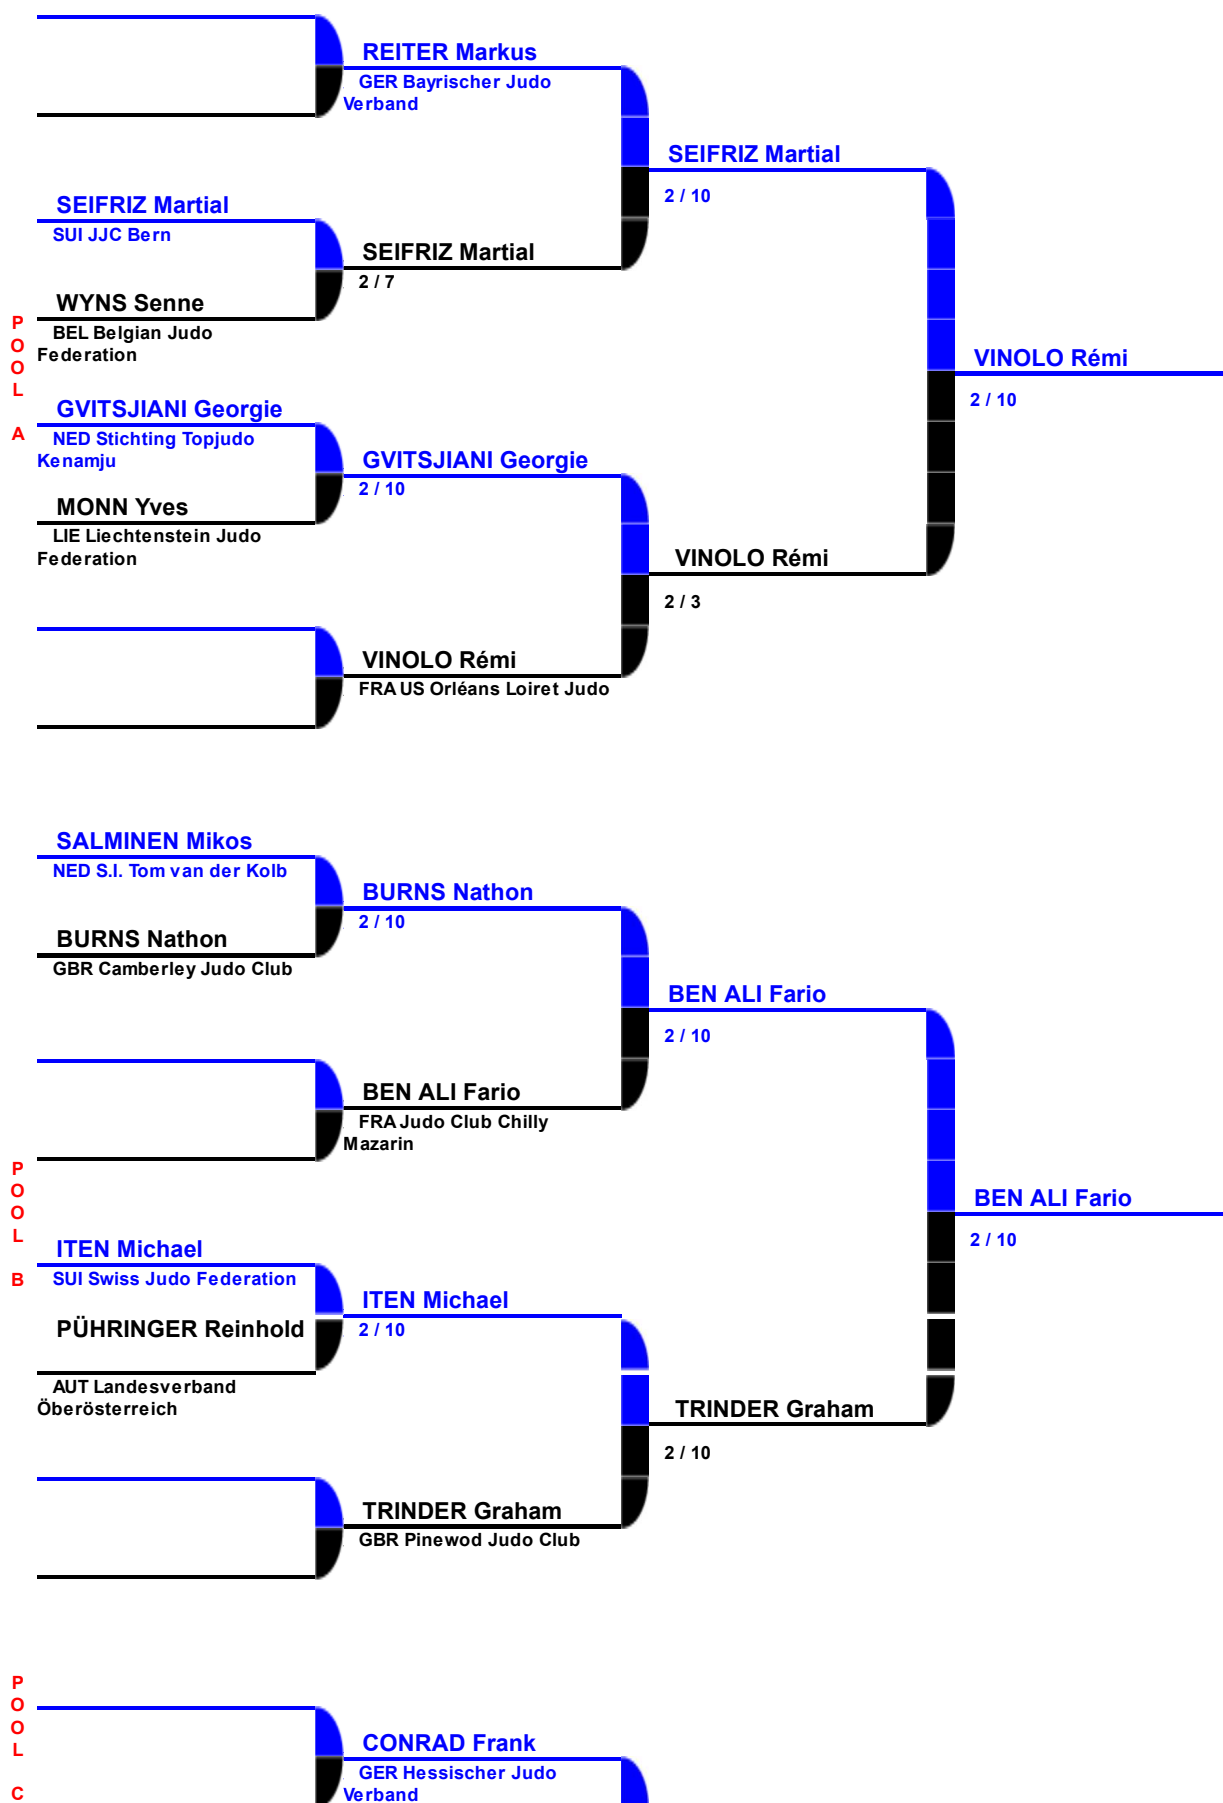 REITER Markus
GER Bayrischer Judo
Verband
SEIFRIZ Martial
2 / 10
SEIFRIZ Martial
SUI JJC Bern
SEIFRIZ Martial
2 / 7
WYNS Senne
BEL Belgian Judo
Federation
POOL A
VINOLO Rémi
2 / 10
GVITSJIANI Georgie
NED Stichting Topjudo
Kenamju
GVITSJIANI Georgie
2 / 10
MONN Yves
LIE Liechtenstein Judo
Federation
VINOLO Rémi
2 / 3
VINOLO Rémi
FRA US Orléans Loiret Judo
SALMINEN Mikos
NED S.I. Tom van der Kolb
BURNS Nathon
2 / 10
BURNS Nathon
GBR Camberley Judo Club
BEN ALI Fario
2 / 10
BEN ALI Fario
FRA Judo Club Chilly
Mazarin
POOL B
BEN ALI Fario
2 / 10
ITEN Michael
SUI Swiss Judo Federation
ITEN Michael
2 / 10
PÜHRINGER Reinhold
AUT Landesverband
Öberösterreich
TRINDER Graham
2 / 10
TRINDER Graham
GBR Pinewod Judo Club
POOL C
CONRAD Frank
GER Hessischer Judo
Verband